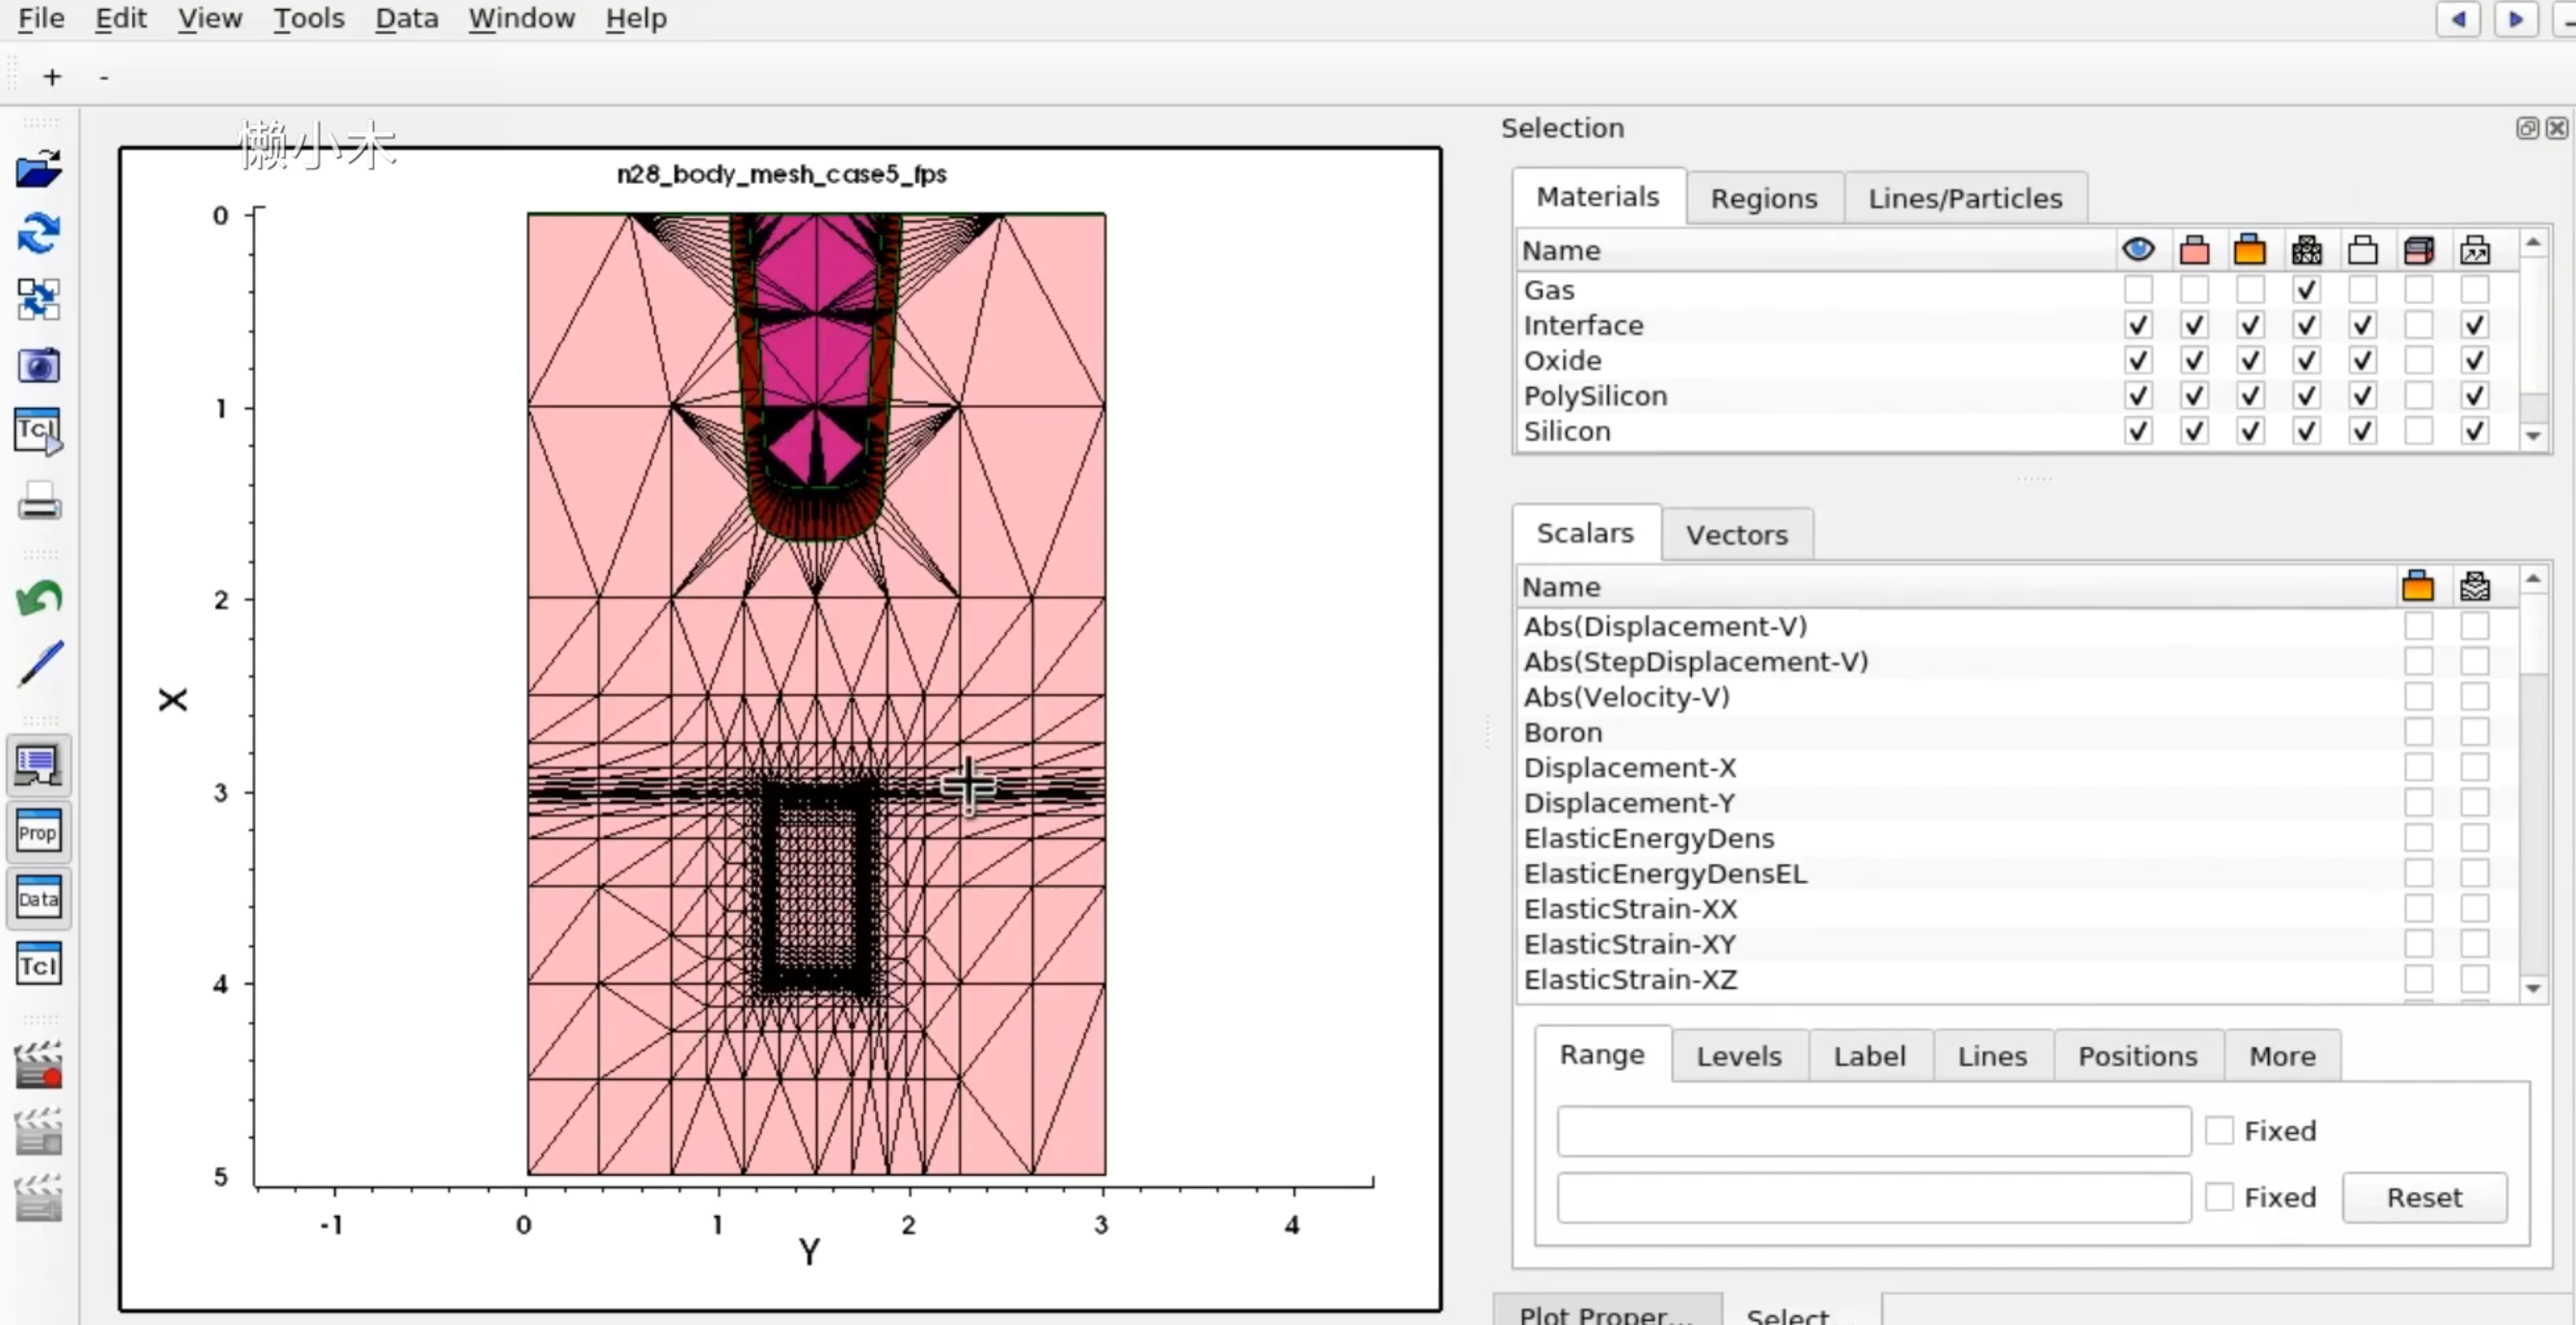 File Edit View Tools Data Window Help
+ -
懒小木
n28_body_mesh_case5_fps
0
1
2
3
4
5
X
-1 0 1 2 3 4
Y
Tcl
Prop
Data
Tcl
Selection
Materials Regions Lines/Particles
Name
Gas
Interface
Oxide
PolySilicon
Silicon
Scalars Vectors
Name
Abs(Displacement-V)
Abs(StepDisplacement-V)
Abs(Velocity-V)
Boron
Displacement-X
Displacement-Y
ElasticEnergyDens
ElasticEnergyDensEL
ElasticStrain-XX
ElasticStrain-XY
ElasticStrain-XZ
Range Levels Label Lines Positions More
Fixed
Fixed Reset
Plot Proper... Select...